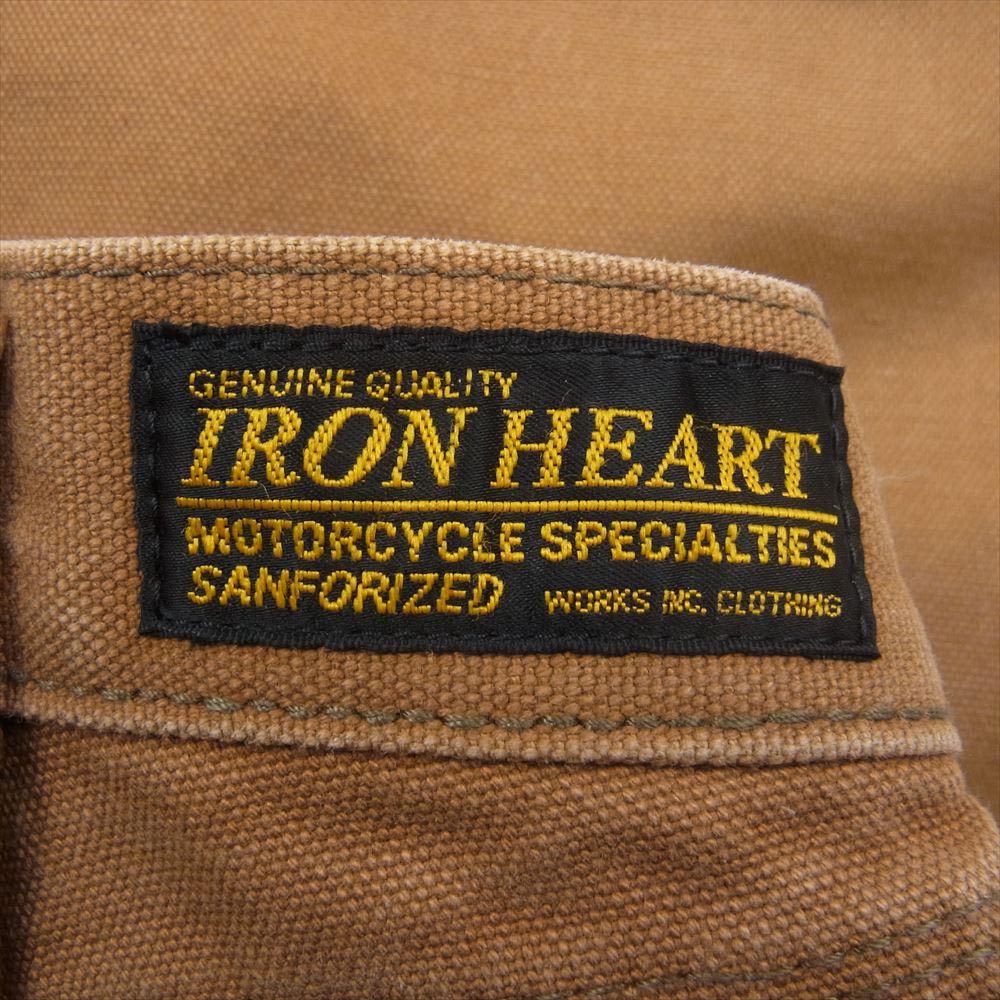 GENUINE QUALITY
IRON HEART
MOTORCYCLE SPECIALTIES
SANFORIZED WORKS INC. CLOTHING